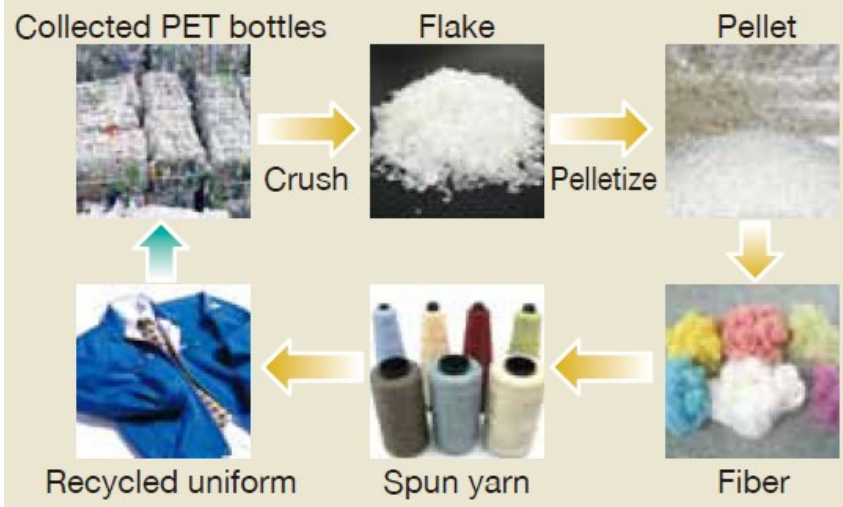 Collected PET bottles
Flake
Pellet
Crush
Pelletize
Recycled uniform
Spun yarn
Fiber